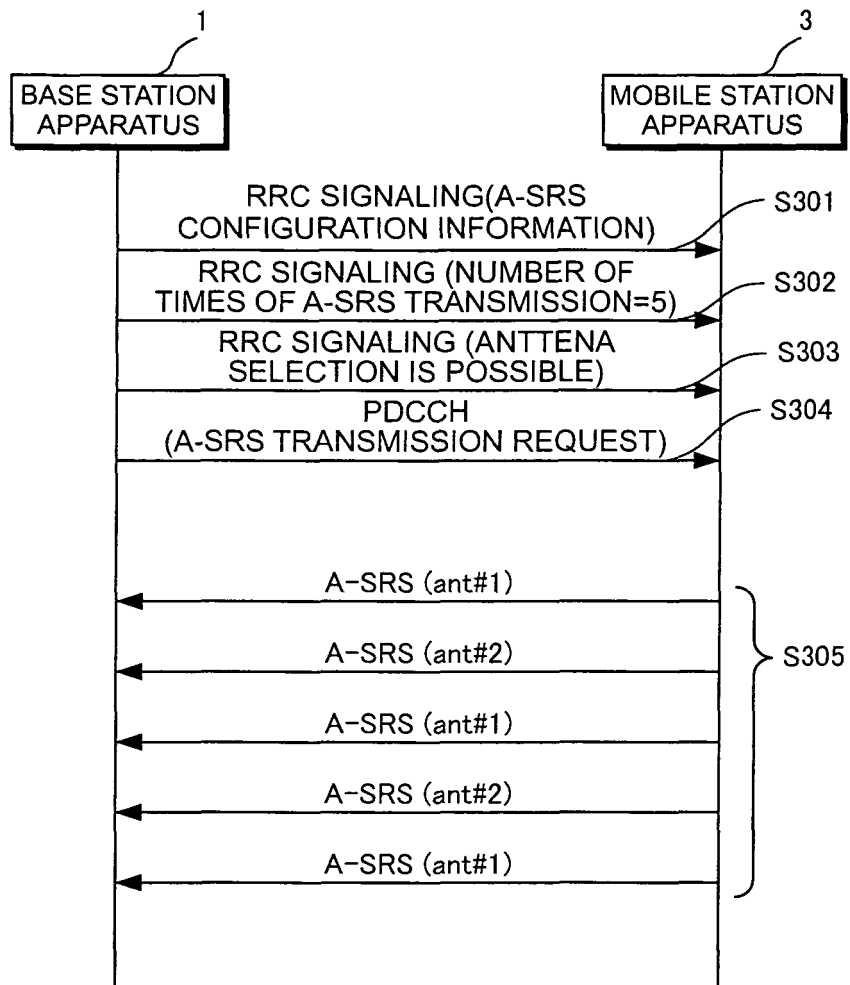 1
3
BASE STATION
APPARATUS
MOBILE STATION
APPARATUS
RRC SIGNALING(A-SRS
CONFIGURATION INFORMATION)
S301
RRC SIGNALING (NUMBER OF
TIMES OF A-SRS TRANSMISSION=5)
S302
RRC SIGNALING (ANTTENA
SELECTION IS POSSIBLE)
S303
PDCCH
(A-SRS TRANSMISSION REQUEST)
S304
A-SRS (ant#1)
A-SRS (ant#2)
S305
A-SRS (ant#1)
A-SRS (ant#2)
A-SRS (ant#1)